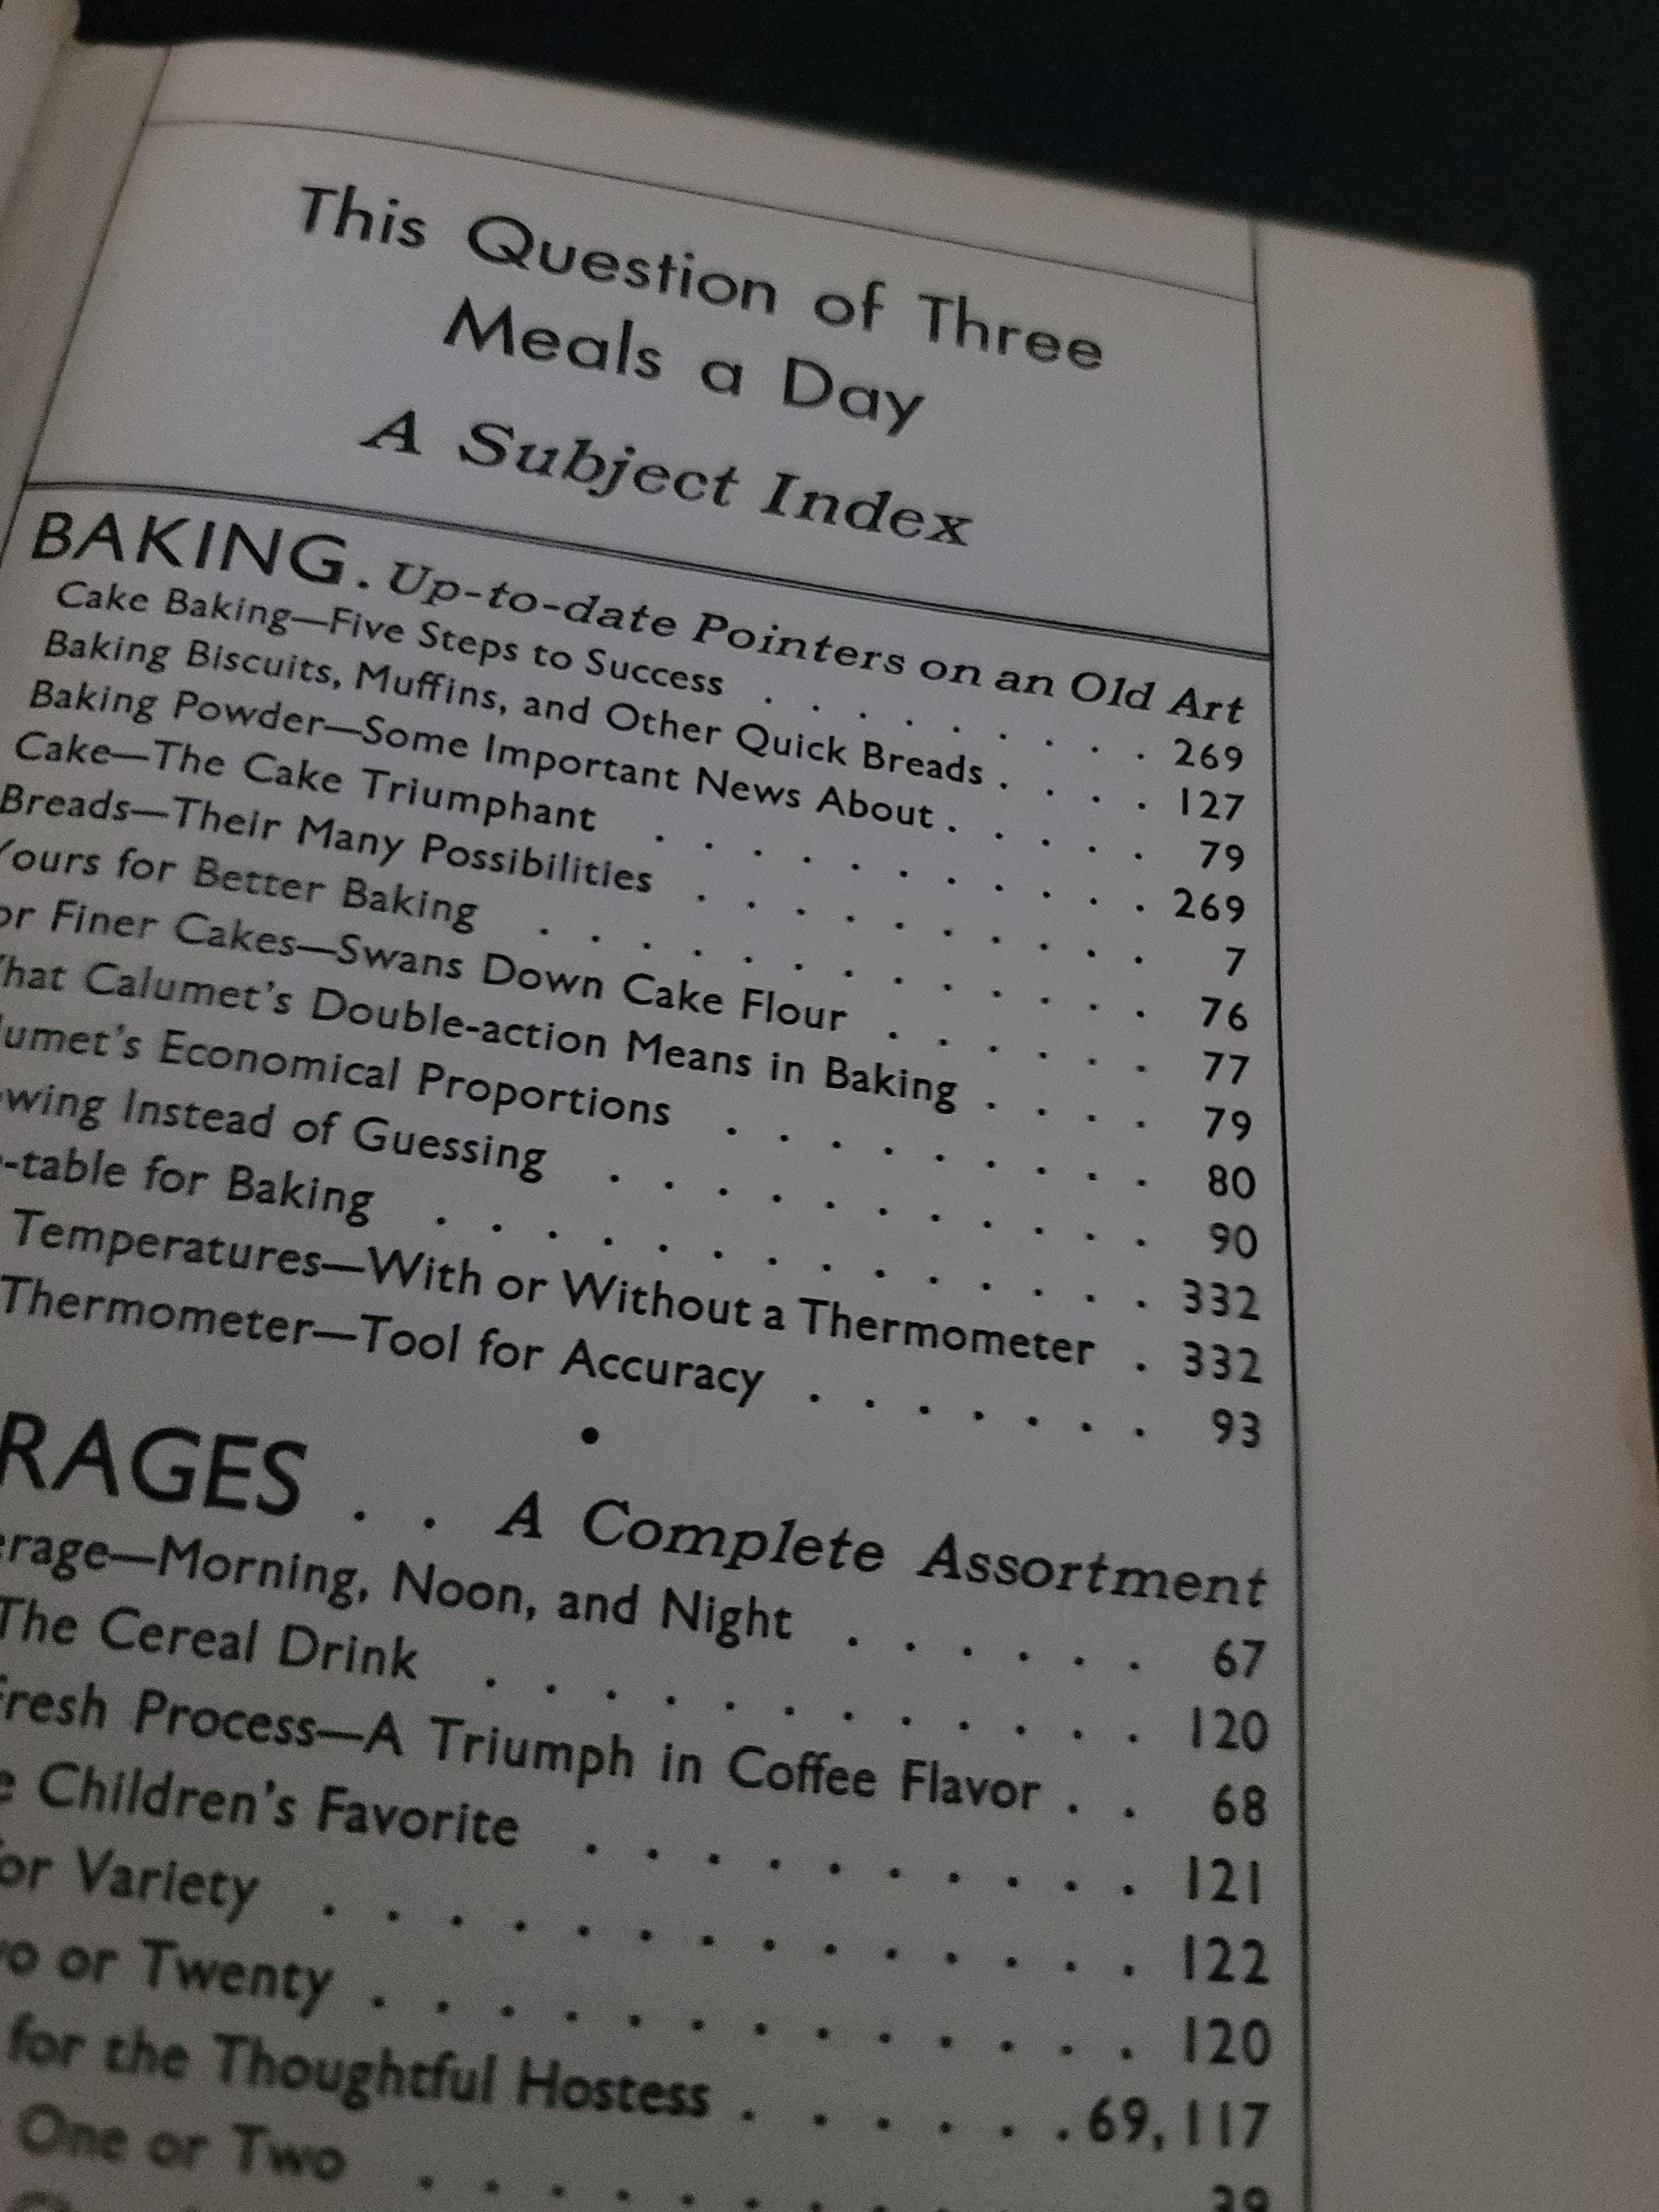 This Question of Three
Meals a Day
A Subject Index
BAKING. Up-to-date Pointers on an Old Art
Cake Baking—Five Steps to Success . . . . . . . . . 269
Baking Biscuits, Muffins, and Other Quick Breads . . . . 127
Baking Powder—Some Important News About . . . . . 79
Cake—The Cake Triumphant . . . . . . . . . . . 269
Breads—Their Many Possibilities . . . . . . . . . . 7
Yours for Better Baking . . . . . . . . . . . . . 76
or Finer Cakes—Swans Down Cake Flour . . . . . . 77
hat Calumet's Double-action Means in Baking . . . . 79
umet's Economical Proportions . . . . . . . . . 80
wing Instead of Guessing . . . . . . . . . . . 90
-table for Baking . . . . . . . . . . . . . . 332
Temperatures—With or Without a Thermometer . 332
Thermometer—Tool for Accuracy . . . . . . . 93
•
RAGES . . A Complete Assortment
erage—Morning, Noon, and Night . . . . . . 67
The Cereal Drink . . . . . . . . . . . . 120
fresh Process—A Triumph in Coffee Flavor . . 68
e Children's Favorite . . . . . . . . . . 121
for Variety . . . . . . . . . . . . . . 122
wo or Twenty . . . . . . . . . . . . . 120
for the Thoughtful Hostess . . . . . . 69, 117
One or Two . . . . . . . . . . . 39